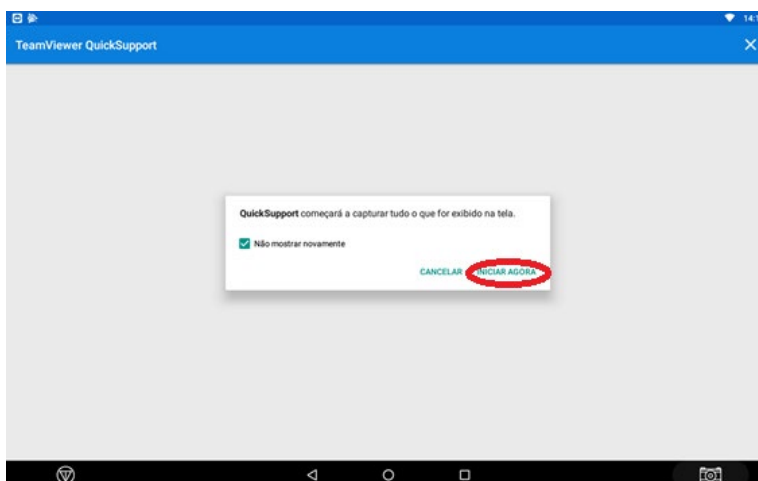 TeamViewer QuickSupport
QuickSupport começará a capturar tudo o que for exibido na tela.
Não mostrar novamente
CANCELAR INICIAR AGORA